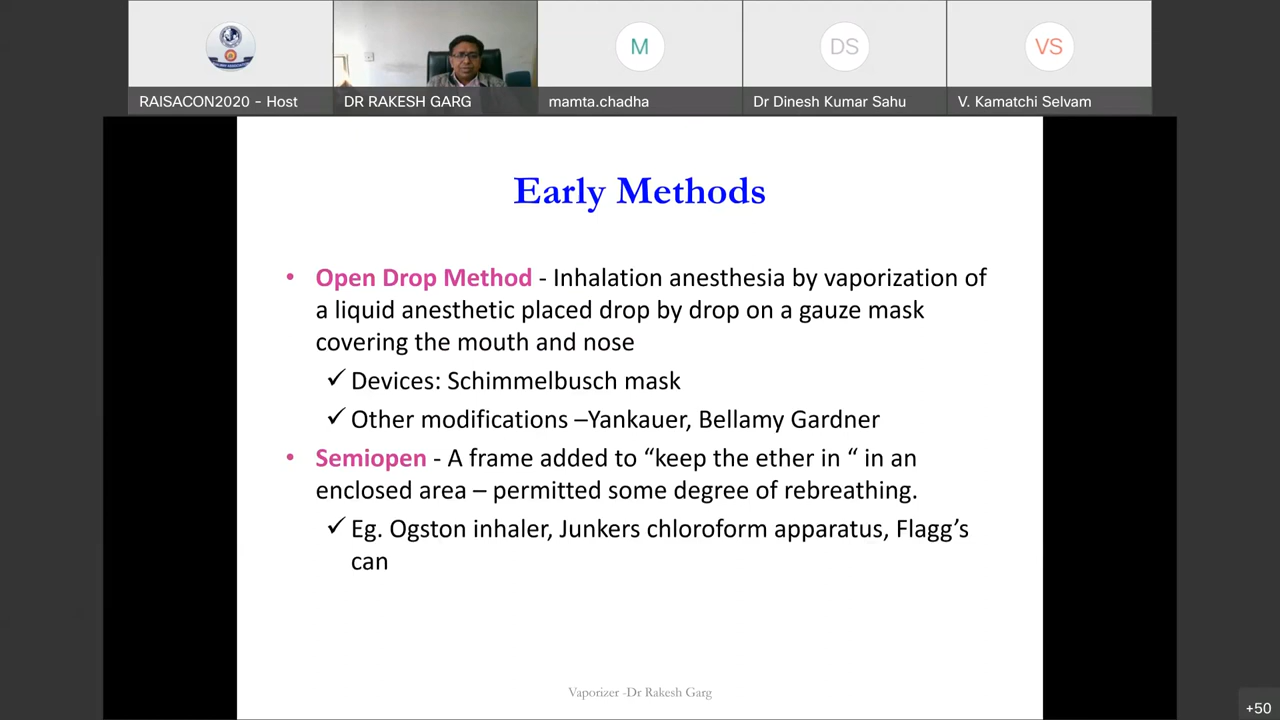 M
DS
VS
RAISACON2020 - Host
DR RAKESH GARG
mamta.chadha
Dr Dinesh Kumar Sahu
V. Kamatchi Selvam
Early Methods
• Open Drop Method - Inhalation anesthesia by vaporization of
a liquid anesthetic placed drop by drop on a gauze mask
covering the mouth and nose
✓ Devices: Schimmelbusch mask
✓ Other modifications –Yankauer, Bellamy Gardner
• Semiopen - A frame added to “keep the ether in “ in an
enclosed area – permitted some degree of rebreathing.
✓ Eg. Ogston inhaler, Junkers chloroform apparatus, Flagg’s
can
Vaporizer -Dr Rakesh Garg
+50